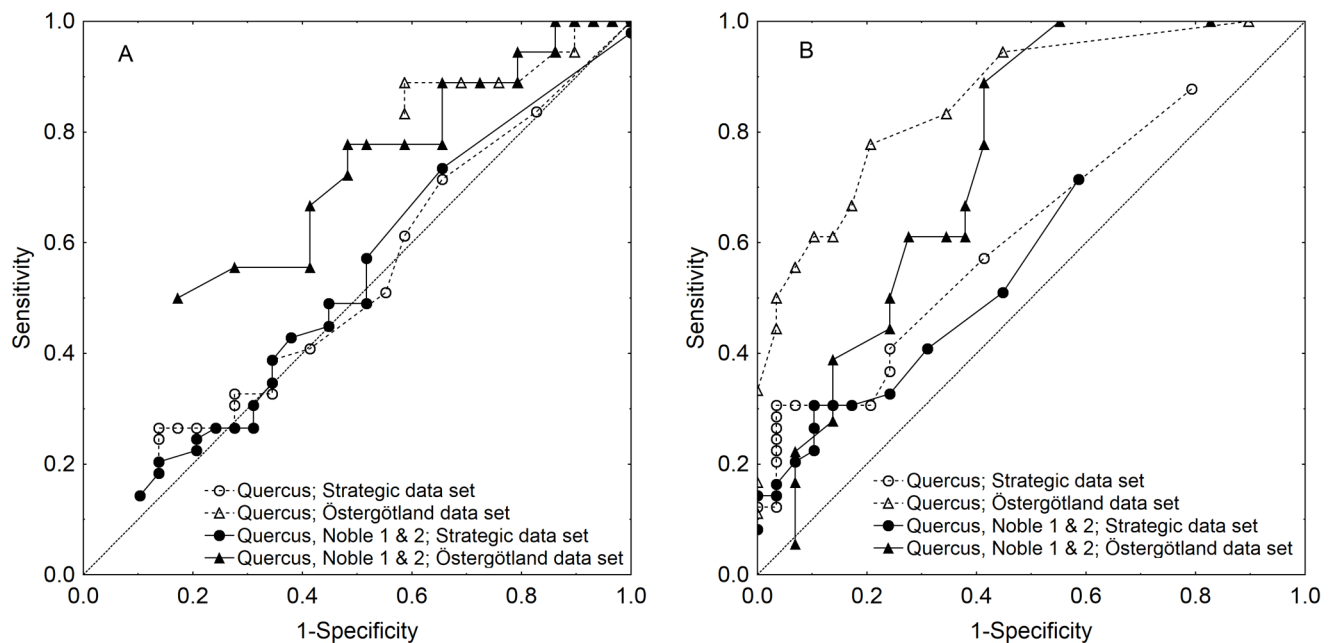 A
Sensitivity
1.0
0.8
0.6
0.4
0.2
0.0
Quercus; Strategic data set
Quercus; Östergötland data set
Quercus, Noble 1 & 2; Strategic data set
Quercus, Noble 1 & 2; Östergötland data set
0.0 0.2 0.4 0.6 0.8 1.0
1-Specificity
B
Sensitivity
1.0
0.8
0.6
0.4
0.2
0.0
Quercus; Strategic data set
Quercus; Östergötland data set
Quercus, Noble 1 & 2; Strategic data set
Quercus, Noble 1 & 2; Östergötland data set
0.0 0.2 0.4 0.6 0.8 1.0
1-Specificity